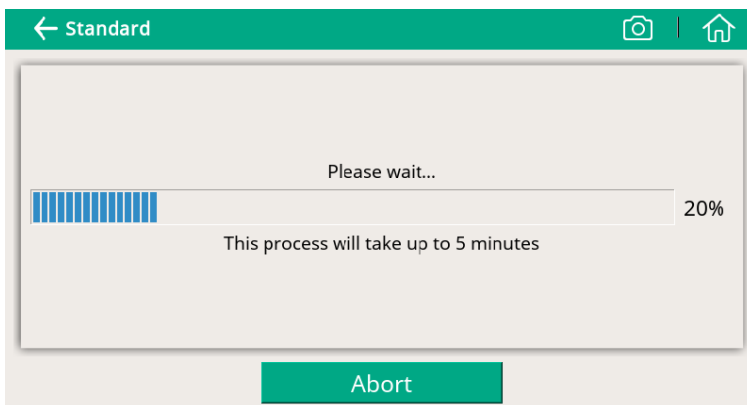 Standard
Please wait...
20%
This process will take up to 5 minutes
Abort